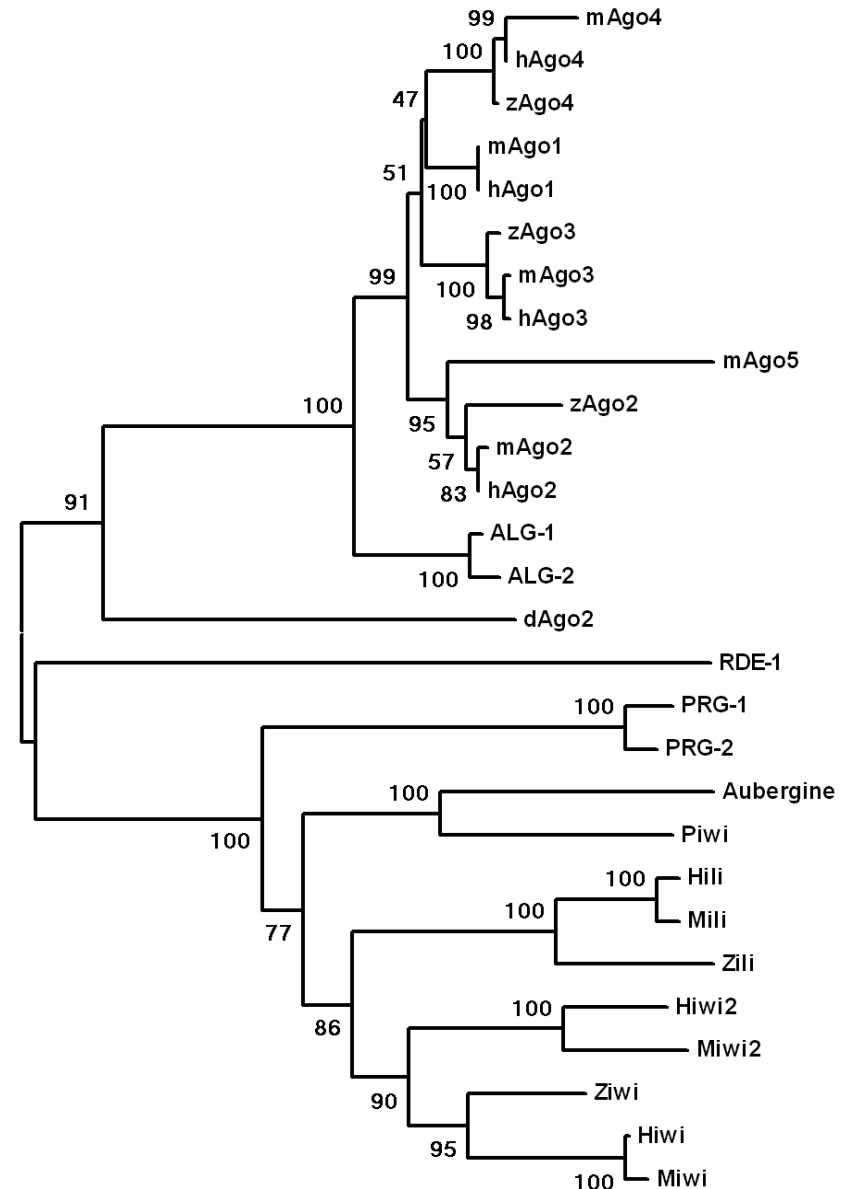 99 mAgo4
100 hAgo4
47 zAgo4
mAgo1
51 100 hAgo1
zAgo3
99 100 mAgo3
98 hAgo3
mAgo5
100 95 zAgo2
57 mAgo2
83 hAgo2
91 ALG-1
100 ALG-2
dAgo2
RDE-1
100 PRG-1
PRG-2
100 Aubergine
100 Piwi
100 Hili
100 Mili
77 Zili
86 100 Hiwi2
Miwi2
90 Ziwi
95 Hiwi
100 Miwi